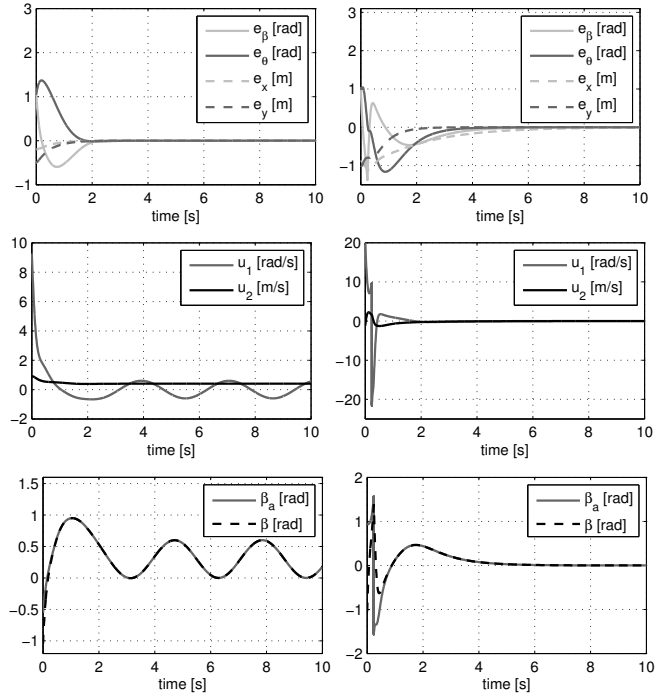 3
2
1
0
−1
0 2 4 6 8 10
time [s]
e_β [rad]
e_θ [rad]
e_x [m]
e_y [m]
3
2
1
0
−1
0 2 4 6 8 10
time [s]
e_β [rad]
e_θ [rad]
e_x [m]
e_y [m]
10
8
6
4
2
0
−2
0 2 4 6 8 10
time [s]
u_1 [rad/s]
u_2 [m/s]
20
10
0
−10
−20
0 2 4 6 8 10
time [s]
u_1 [rad/s]
u_2 [m/s]
1.5
1
0.5
0
−0.5
−1
0 2 4 6 8 10
time [s]
β_a [rad]
β [rad]
2
1
0
−1
−2
0 2 4 6 8 10
time [s]
β_a [rad]
β [rad]